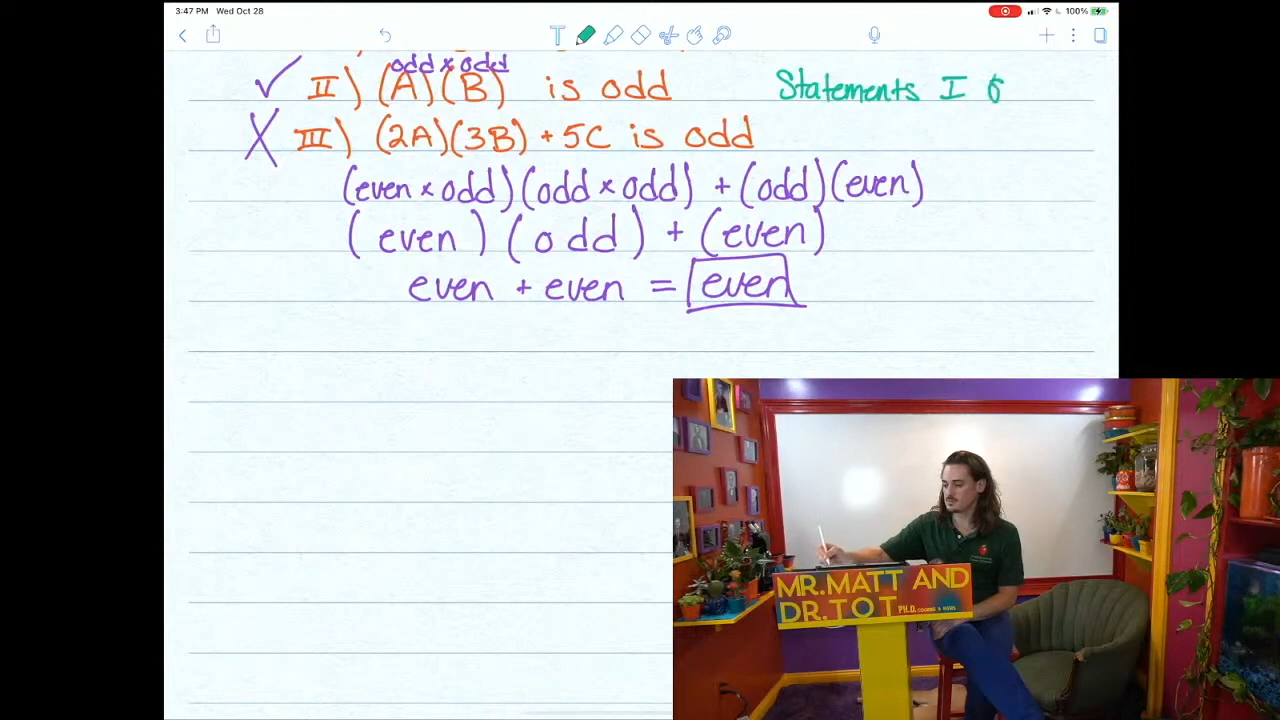 3:47 PM Wed Oct 28
100%
odd × odd
✓ II) (A)(B) is odd
Statements I
X III) (2A)(3B) + 5C is odd
(even × odd)(odd × odd) + (odd)(even)
(even)(odd) + (even)
even + even = even
MR.MATT AND
DR.TOT PH.D.